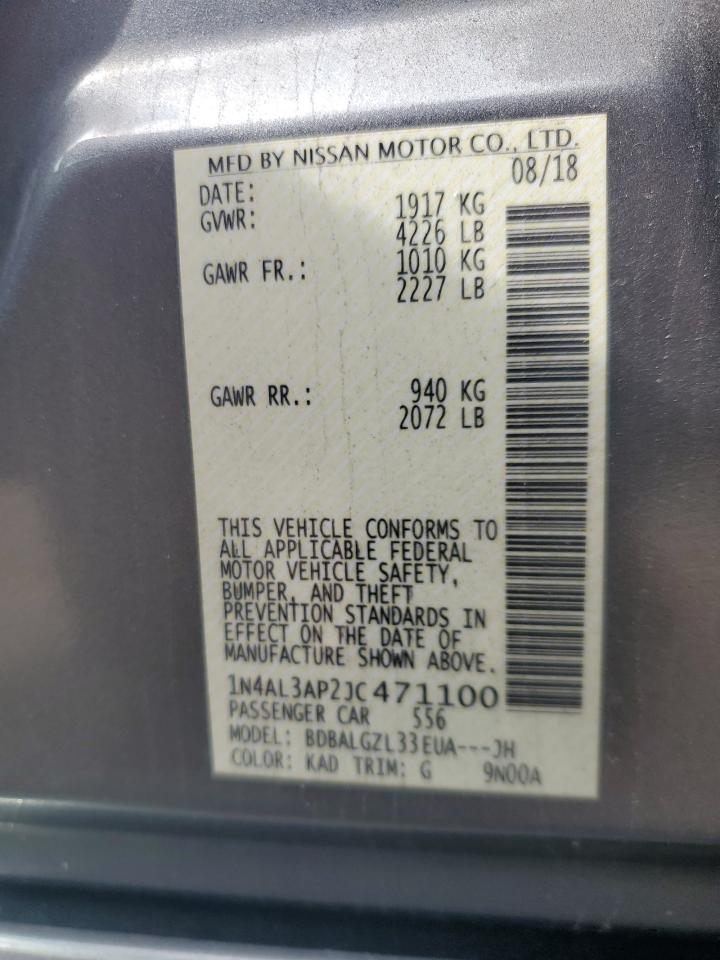 MFD BY NISSAN MOTOR CO., LTD.
DATE: 08/18
GVWR: 1917 KG
4226 LB
GAWR FR.: 1010 KG
2227 LB
GAWR RR.: 940 KG
2072 LB
THIS VEHICLE CONFORMS TO
ALL APPLICABLE FEDERAL
MOTOR VEHICLE SAFETY,
BUMPER, AND THEFT
PREVENTION STANDARDS IN
EFFECT ON THE DATE OF
MANUFACTURE SHOWN ABOVE.
1N4AL3AP2JC471100
PASSENGER CAR 556
MODEL: BDBALGZL33EUA---JH
COLOR: KAD TRIM: G 9N00A